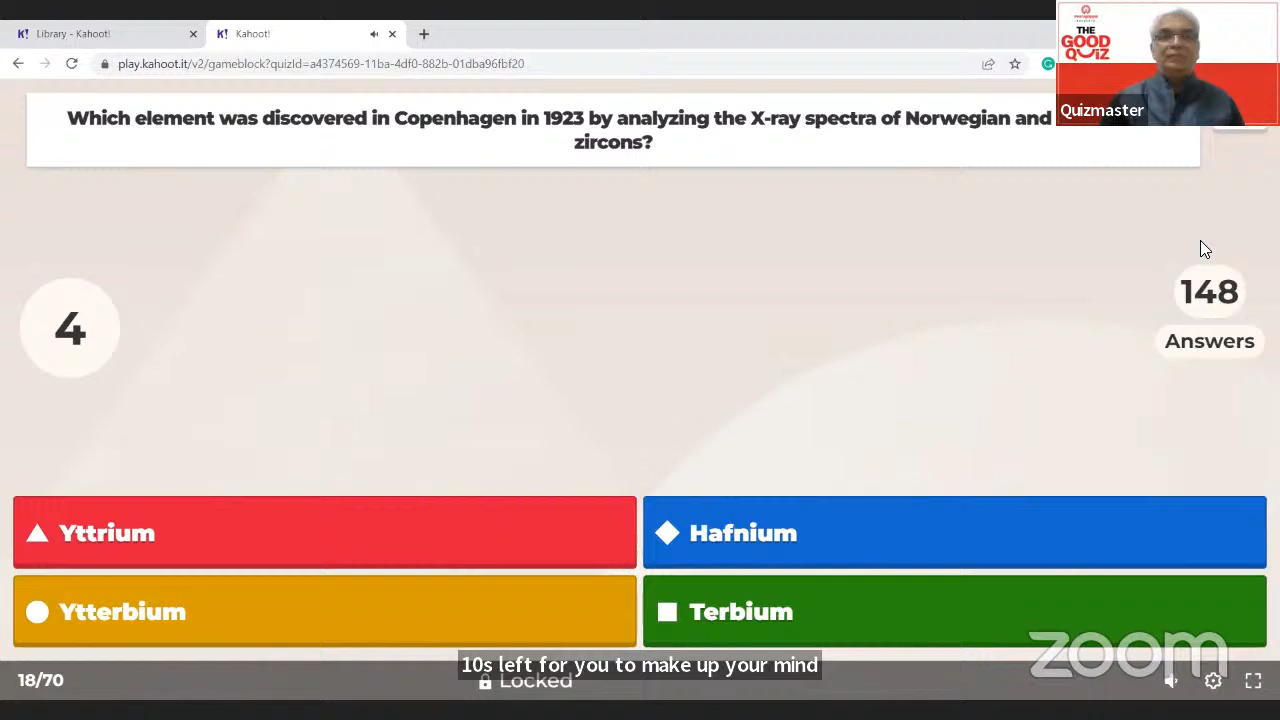 K! Library - Kahoot!
K! Kahoot!
play.kahoot.it/v2/gameblock?quizId=a4374569-11ba-4df0-882b-01db96fbf20
THE
GOOD
QUIZ
Quizmaster
Which element was discovered in Copenhagen in 1923 by analyzing the X-ray spectra of Norwegian and
zircons?
4
148
Answers
Yttrium
Hafnium
Ytterbium
Terbium
zoom
10s left for you to make up your mind
18/70
Locked